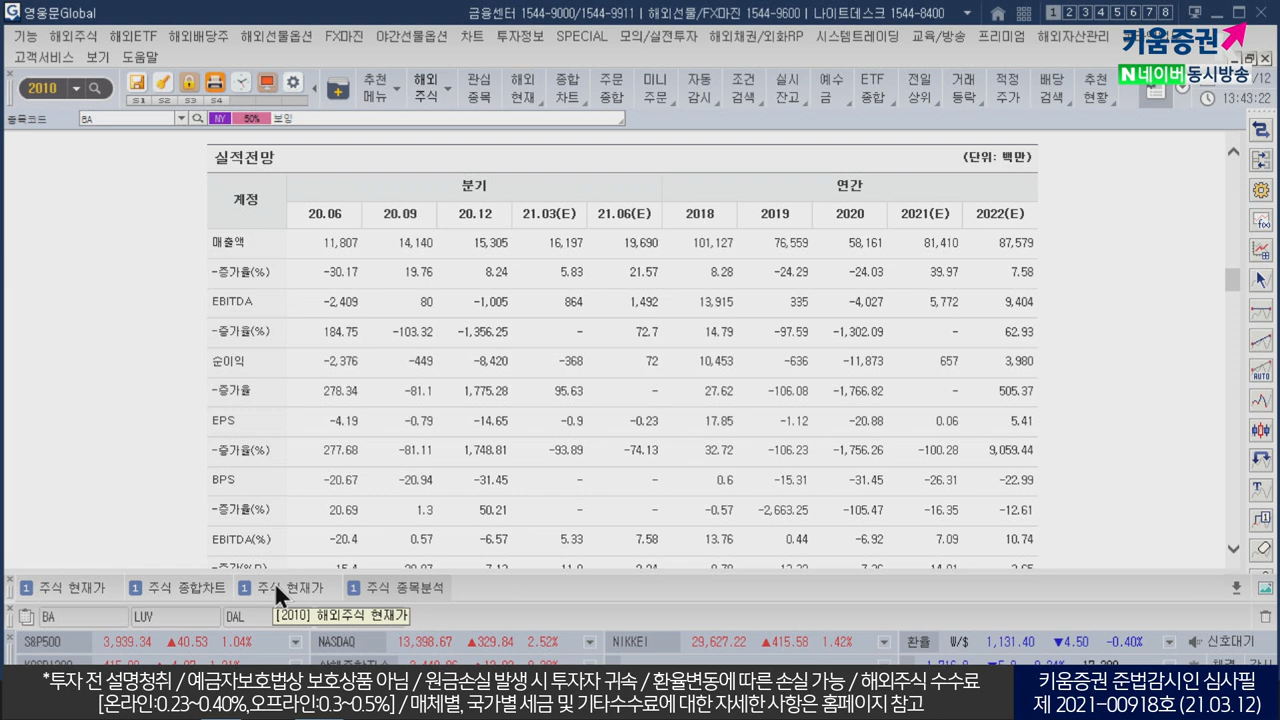 영웅문Global 금융센터 1544-9000/1544-9911 | 해외선물/FX마진 1544-9600 | 나이트데스크 1544-8400 1 2 3 4 5 6 7 8
기능 해외주식 해외ETF 해외배당주 해외선물옵션 FX마진 야간선물옵션 차트 투자 SPECIAL 모의/실전투자 해외채권/외화RP 시스템트레이딩 교육/방송 프리미엄 해외자산관리
키움증권
고객서비스 보기 도움말
N네이버 동시방송
2010 S1 S2 S3 S4
추천 메뉴 해외 주식 관심 종목 해외 현재 종합 차트 주문 종합 미니 주문 자동 감시 조건 검색 실시 잔고 예수 금 ETF 종합 전일 상위 거래 등락 적정 주가 배당 검색 추천 현황
/12
13:43:22
종목코드 BA NY 50% 보잉
실적전망 (단위: 백만)
계정 분기 연간
20.06 20.09 20.12 21.03(E) 21.06(E) 2018 2019 2020 2021(E) 2022(E)
매출액 11,807 14,140 15,305 16,197 19,690 101,127 76,559 58,161 81,410 87,579
-증가율(%) -30.17 19.76 8.24 5.83 21.57 8.28 -24.29 -24.03 39.97 7.58
EBITDA -2,409 80 -1,005 864 1,492 13,915 335 -4,027 5,772 9,404
-증가율(%) 184.75 -103.32 -1,356.25 - 72.7 14.79 -97.59 -1,302.09 - 62.93
순이익 -2,376 -449 -8,420 -368 72 10,453 -636 -11,873 657 3,980
-증가율 278.34 -81.1 1,775.28 95.63 - 27.62 -106.08 -1,766.82 505.37
EPS -4.19 -0.79 -14.65 -0.9 -0.23 17.85 -1.12 -20.88 0.06 5.41
-증가율(%) 277.68 -81.11 1,748.81 -93.89 -74.13 32.72 -106.23 -1,756.26 -100.28 9,059.44
BPS -20.67 -20.94 -31.45 - - 0.6 -15.31 -31.45 -26.31 -22.99
-증가율(%) 20.69 1.3 50.21 - - -0.57 -2,663.25 -105.47 -16.35 -12.61
EBITDA(%) -20.4 0.57 -6.57 5.33 7.58 13.76 0.44 -6.92 7.09 10.74
1 주식 현재가 1 주식 종합차트 1 주식 현재가 1 주식 종목분석
BA LUV DAL [2010] 해외주식 현재가
S&P500 3,939.34 ▲40.53 1.04% NASDAQ 13,398.67 ▲329.84 2.52% NIKKEI 29,627.22 ▲415.58 1.42% 환율 W/$ 1,131.40 ▼4.50 -0.40% 신호대기
*투자 전 설명청취 / 예금자보호법상 보호상품 아님 / 원금손실 발생 시 투자자 귀속 / 환율변동에 따른 손실 가능 / 해외주식 수수료
[온라인:0.23~0.40%,오프라인:0.3~0.5%] / 매체별, 국가별 세금 및 기타수수료에 대한 자세한 사항은 홈페이지 참고
키움증권 준법감시인 심사필
제 2021-00918호 (21.03.12)